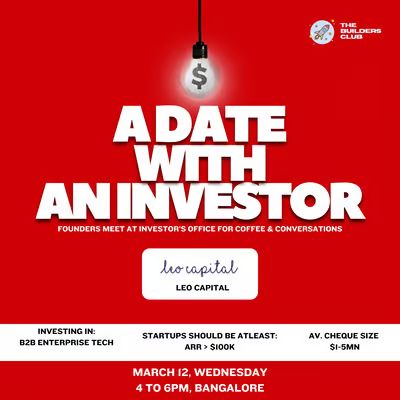 THE
BUILDERS
CLUB
$
A DATE
WITH
AN INVESTOR
FOUNDERS MEET AT INVESTOR'S OFFICE FOR COFFEE & CONVERSATIONS
leo capital
LEO CAPITAL
INVESTING IN:
B2B ENTERPRISE TECH
STARTUPS SHOULD BE ATLEAST:
ARR > $100K
AV. CHEQUE SIZE
$1-5MN
MARCH 12, WEDNESDAY
4 TO 6PM, BANGALORE